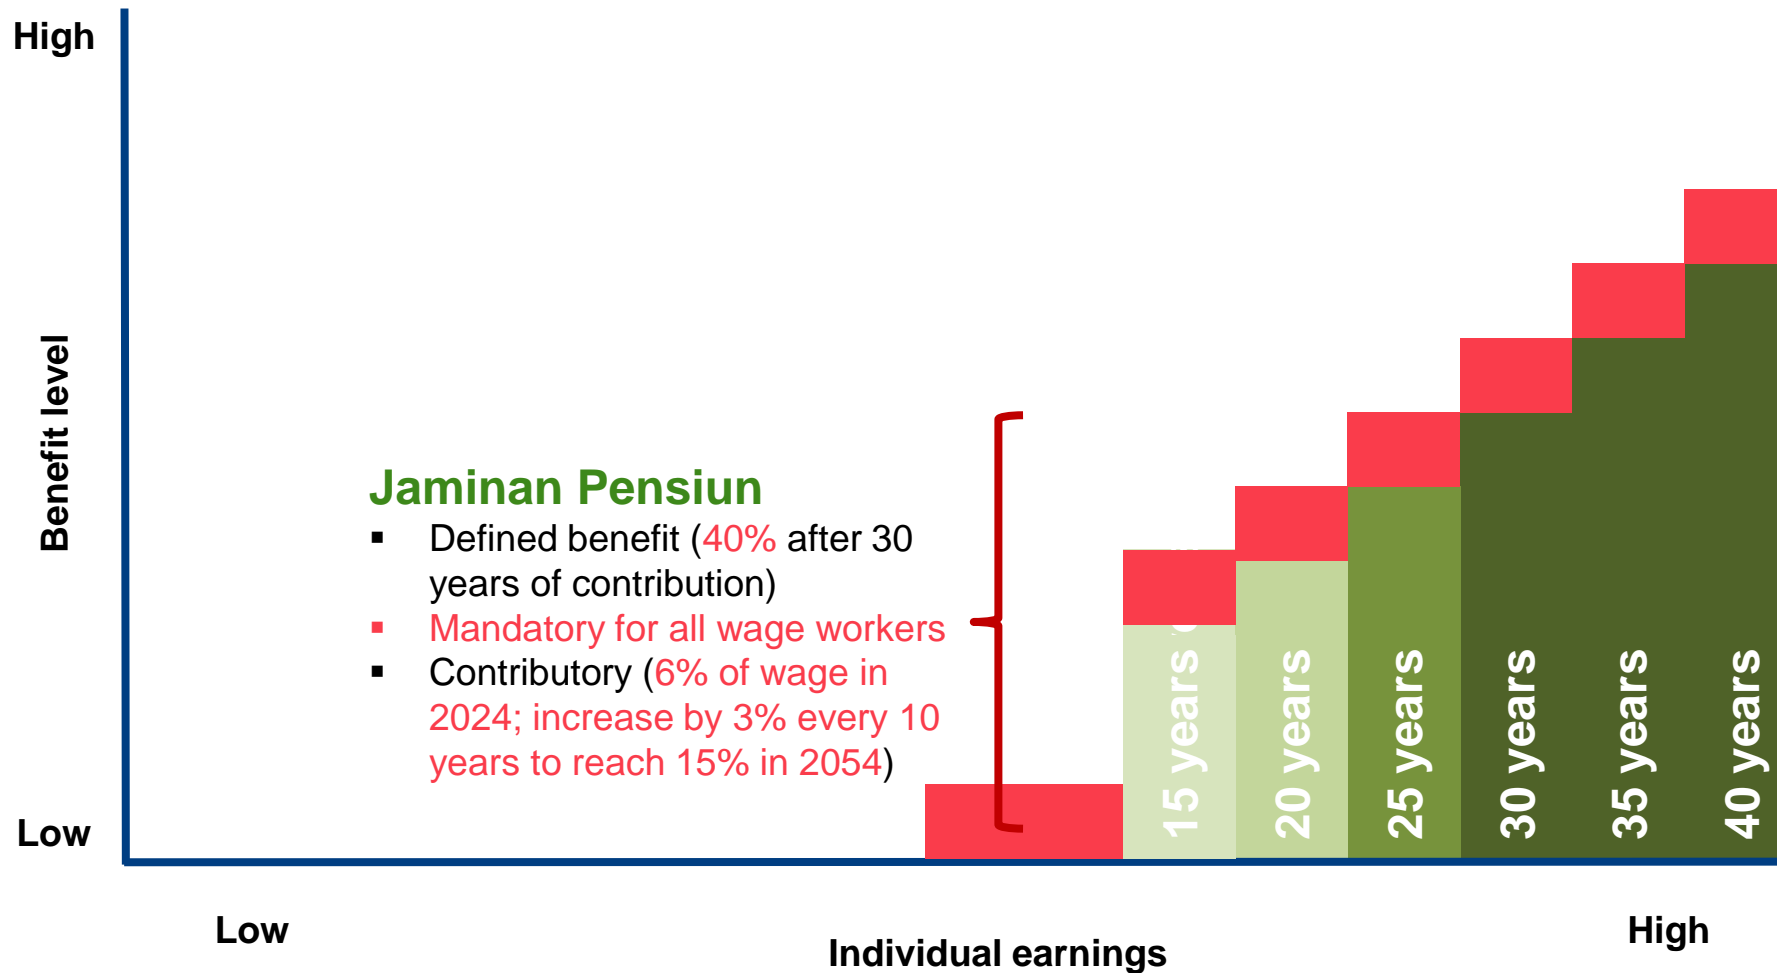 High
Benefit level
Jaminan Pensiun
▪ Defined benefit (40% after 30
years of contribution)
▪ Mandatory for all wage workers
▪ Contributory (6% of wage in
2024; increase by 3% every 10
years to reach 15% in 2054)
15 years
20 years
25 years
30 years
35 years
40 years
Low
Low
Individual earnings
High